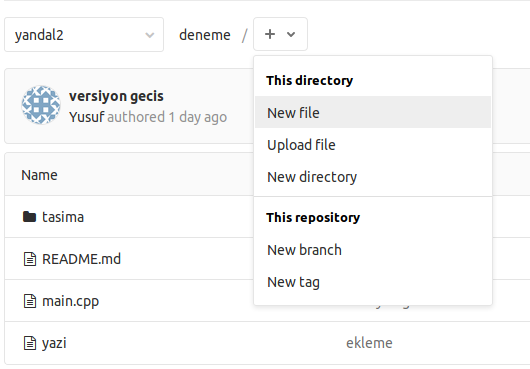 yandal2 deneme / +
This directory
New file
Upload file
New directory
This repository
New branch
New tag
versiyon gecis
Yusuf authored 1 day ago
Name
tasima
README.md
main.cpp
yazi ekleme